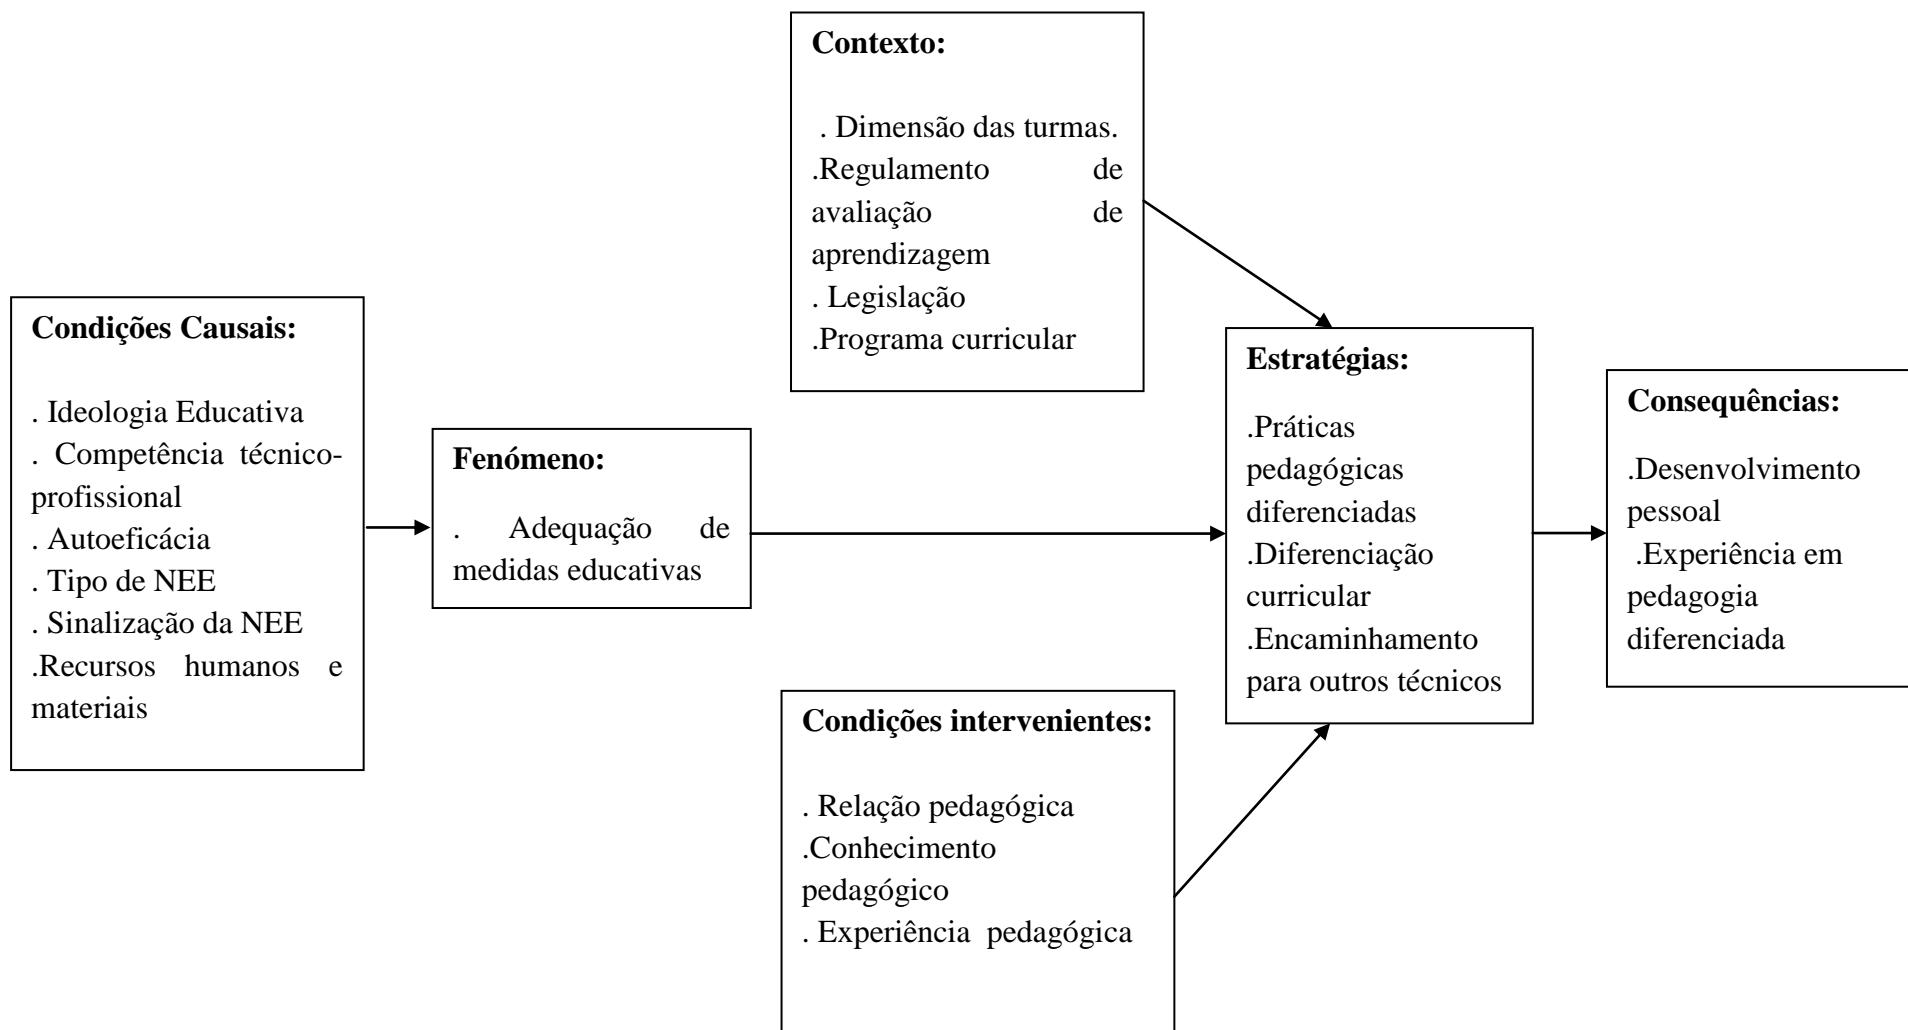 Contexto:
. Dimensão das turmas.
.Regulamento de
avaliação de
aprendizagem
. Legislação
.Programa curricular
Condições Causais:
. Ideologia Educativa
. Competência técnico-
profissional
. Autoeficácia
. Tipo de NEE
. Sinalização da NEE
.Recursos humanos e
materiais
Fenómeno:
. Adequação de
medidas educativas
Estratégias:
.Práticas
pedagógicas
diferenciadas
.Diferenciação
curricular
.Encaminhamento
para outros técnicos
Consequências:
.Desenvolvimento
pessoal
.Experiência em
pedagogia
diferenciada
Condições intervenientes:
. Relação pedagógica
.Conhecimento
pedagógico
. Experiência pedagógica